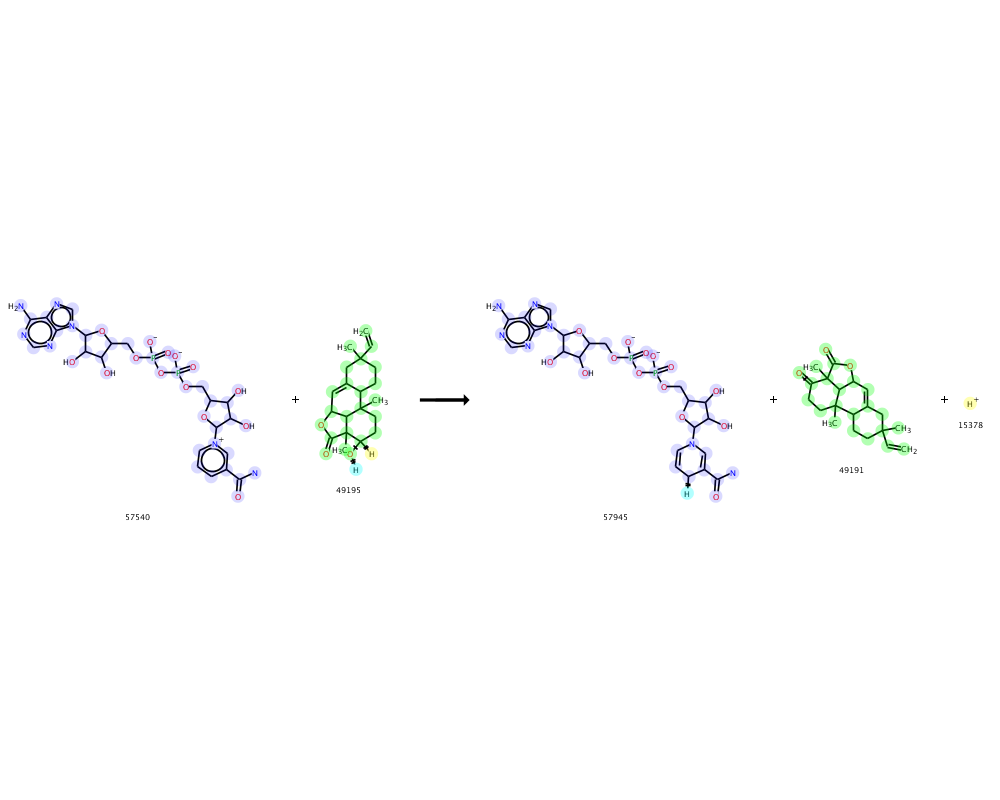 H₂N N N N N O HO OH O O⁻ P O O O⁻ P O O OH O OH N⁺ N O
57540
+
H₂C H₃C CH₃ O O H₃C O H H
49195
H₂N N N N N O HO OH O O⁻ P O O O⁻ P O O OH O OH N N O H
57945
+
O H₃C O O H₃C CH₃ CH₂
49191
+
H⁺
15378